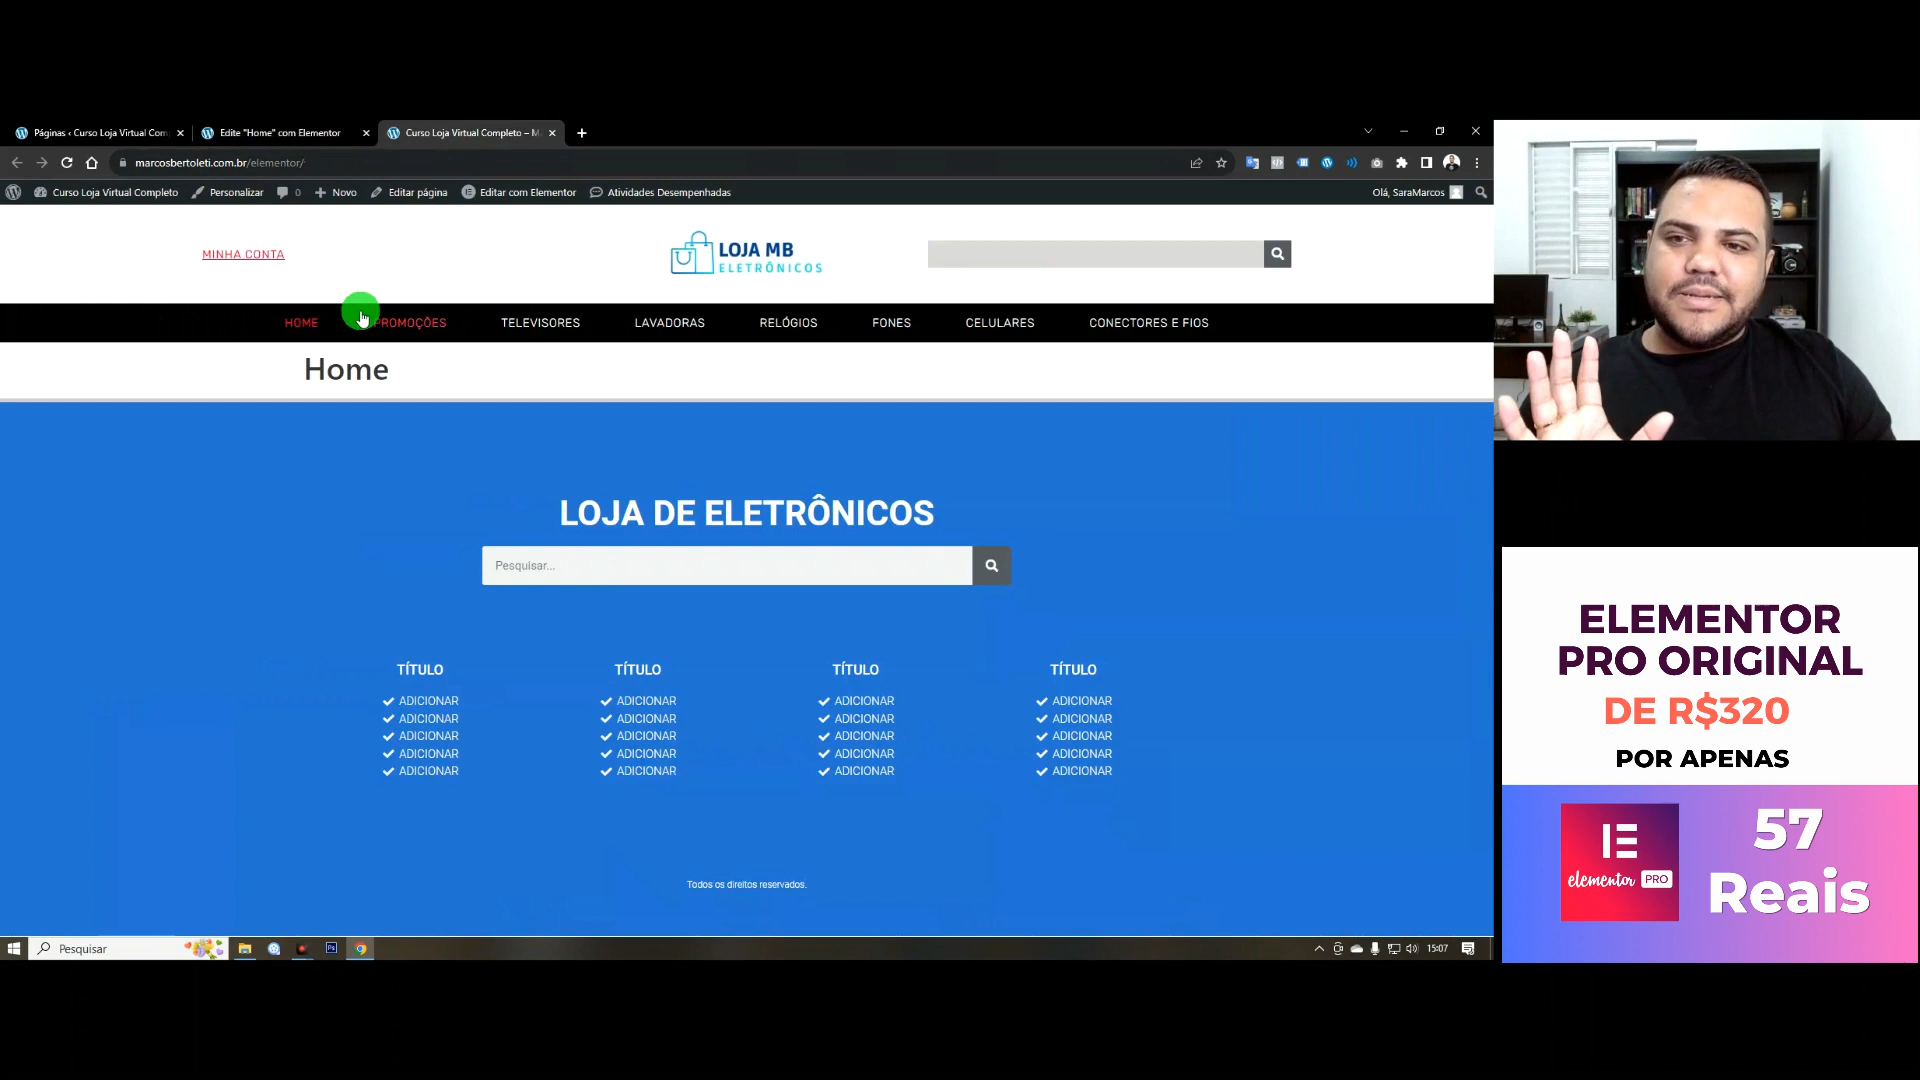 Páginas ‹ Curso Loja Virtual Com
Edite "Home" com Elementor
Curso Loja Virtual Completo – M
marcosbertoleti.com.br/elementor/
Curso Loja Virtual Completo
Personalizar
0
Novo
Editar página
Editar com Elementor
Atividades Desempenhadas
Olá, SaraMarcos
MINHA CONTA
LOJA MB
ELETRÔNICOS
HOME
PROMOÇÕES
TELEVISORES
LAVADORAS
RELÓGIOS
FONES
CELULARES
CONECTORES E FIOS
Home
LOJA DE ELETRÔNICOS
Pesquisar...
TÍTULO
ADICIONAR
ADICIONAR
ADICIONAR
ADICIONAR
ADICIONAR
TÍTULO
ADICIONAR
ADICIONAR
ADICIONAR
ADICIONAR
ADICIONAR
TÍTULO
ADICIONAR
ADICIONAR
ADICIONAR
ADICIONAR
ADICIONAR
TÍTULO
ADICIONAR
ADICIONAR
ADICIONAR
ADICIONAR
ADICIONAR
Todos os direitos reservados.
Pesquisar
Ps
15:07
ELEMENTOR
PRO ORIGINAL
DE R$320
POR APENAS
elementor PRO
57
Reais